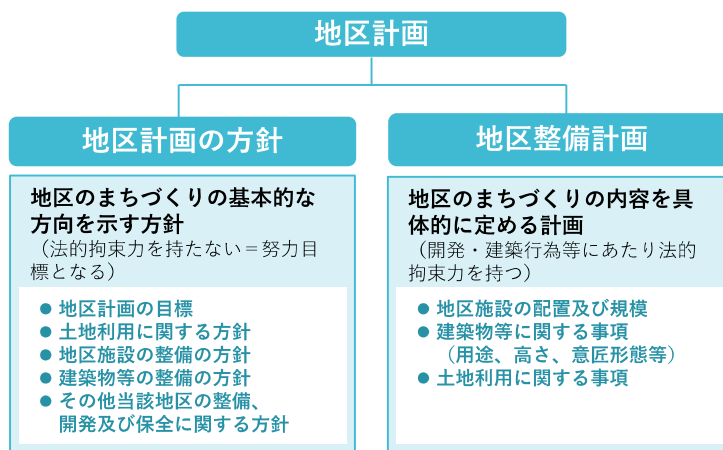 地区計画
地区計画の方針
地区のまちづくりの基本的な
方向を示す方針
（法的拘束力を持たない＝努力目
標となる）
● 地区計画の目標
● 土地利用に関する方針
● 地区施設の整備の方針
● 建築物等の整備の方針
● その他当該地区の整備、
開発及び保全に関する方針
地区整備計画
地区のまちづくりの内容を具
体的に定める計画
（開発・建築行為等にあたり法的
拘束力を持つ）
● 地区施設の配置及び規模
● 建築物等に関する事項
（用途、高さ、意匠形態等）
● 土地利用に関する事項